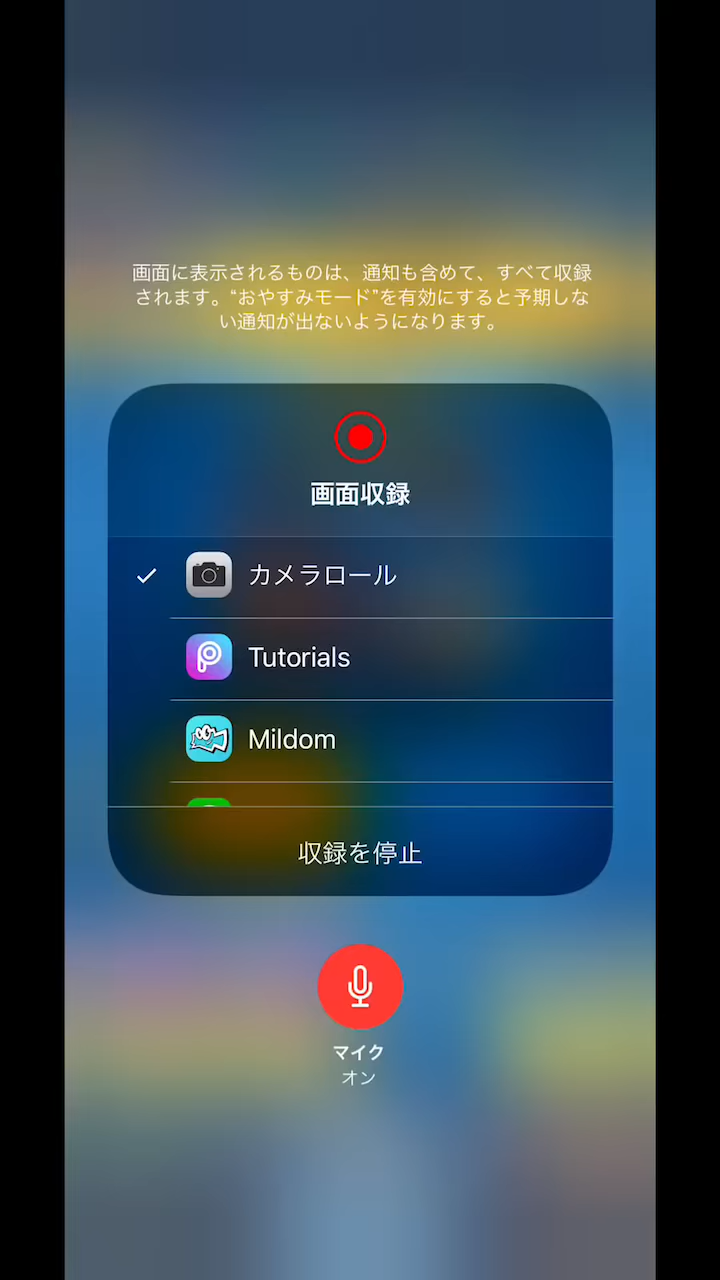 画面に表示されるものは、通知も含めて、すべて収録
されます。“おやすみモード”を有効にすると予期しな
い通知が出ないようになります。
画面収録
カメラロール
Tutorials
Mildom
収録を停止
マイク
オン